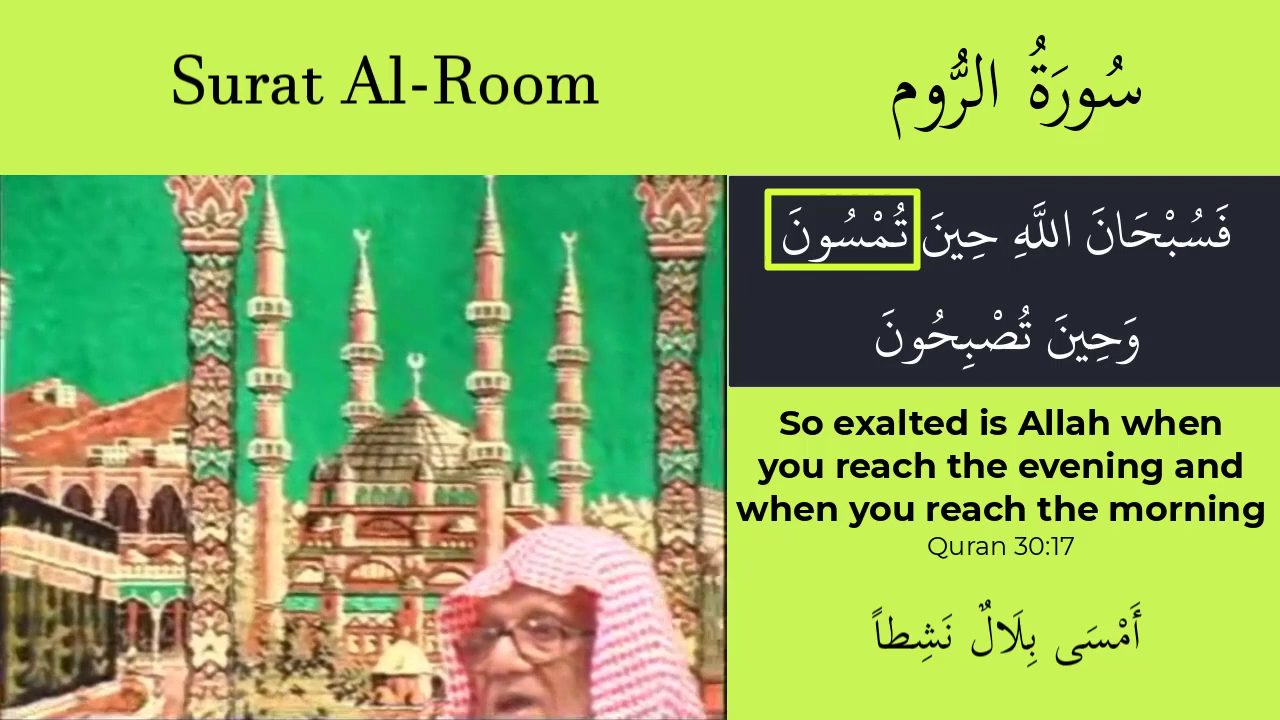 Surat Al-Room
سُورَةُ الرُّوم
فَسُبْحَانَ اللَّهِ حِينَ تُمْسُونَ
وَحِينَ تُصْبِحُونَ
So exalted is Allah when
you reach the evening and
when you reach the morning
Quran 30:17
أَمْسَى بِلَالٌ نَشِطاً